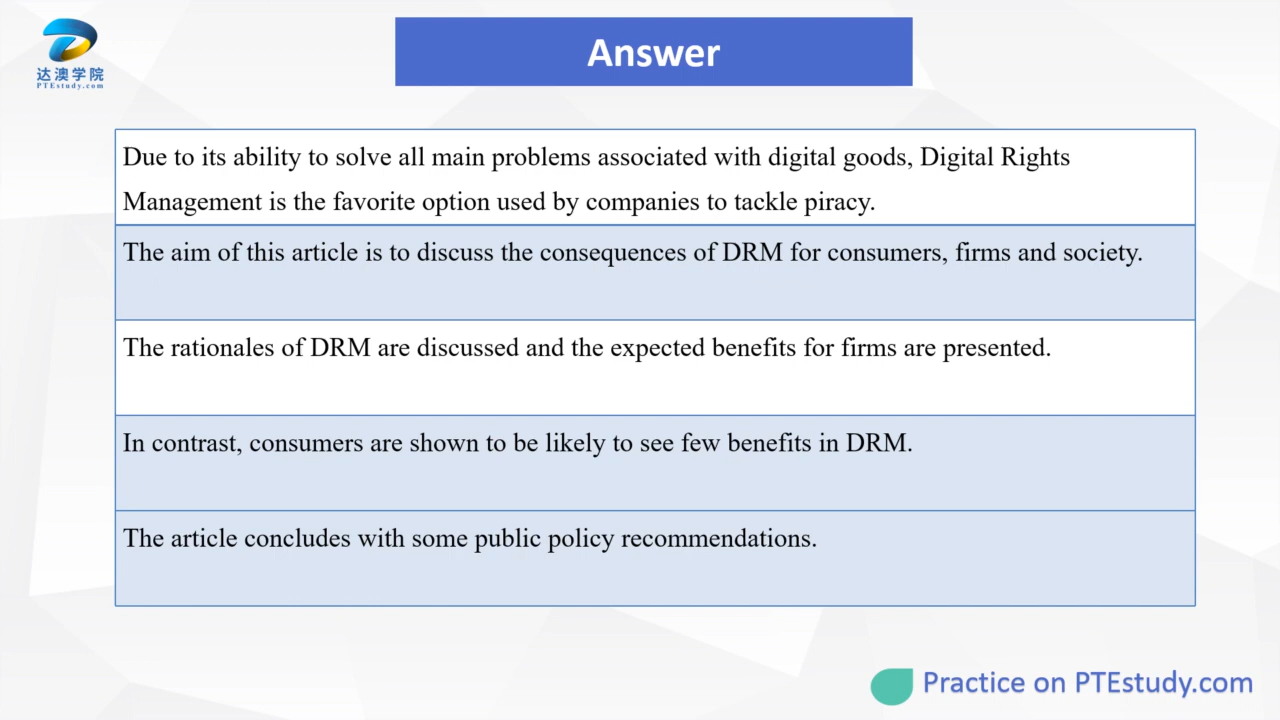 达澳学院
PTEstudy.com
Answer
Due to its ability to solve all main problems associated with digital goods, Digital Rights
Management is the favorite option used by companies to tackle piracy.
The aim of this article is to discuss the consequences of DRM for consumers, firms and society.
The rationales of DRM are discussed and the expected benefits for firms are presented.
In contrast, consumers are shown to be likely to see few benefits in DRM.
The article concludes with some public policy recommendations.
Practice on PTEstudy.com